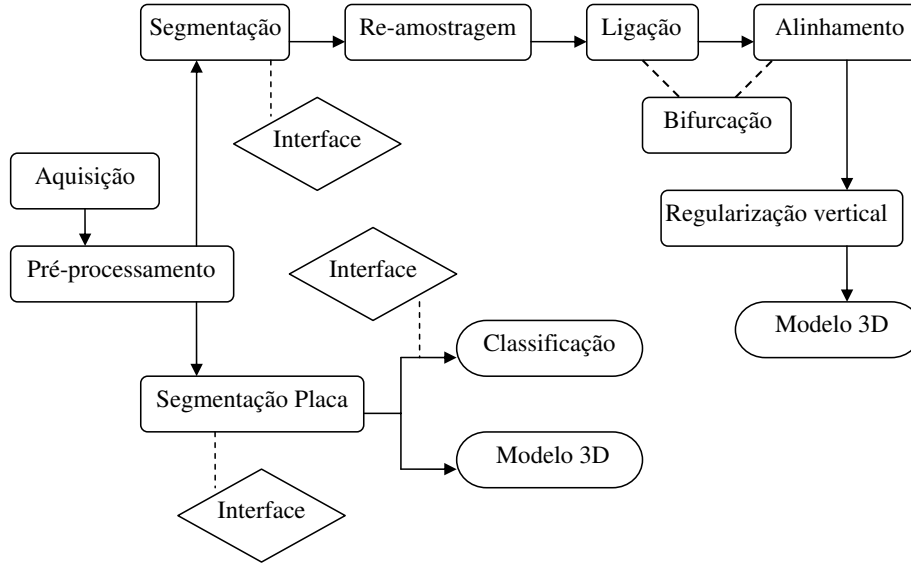 Segmentação
Re-amostragem
Ligação
Alinhamento
Interface
Bifurcação
Aquisição
Regularização vertical
Pré-processamento
Interface
Modelo 3D
Classificação
Segmentação Placa
Modelo 3D
Interface